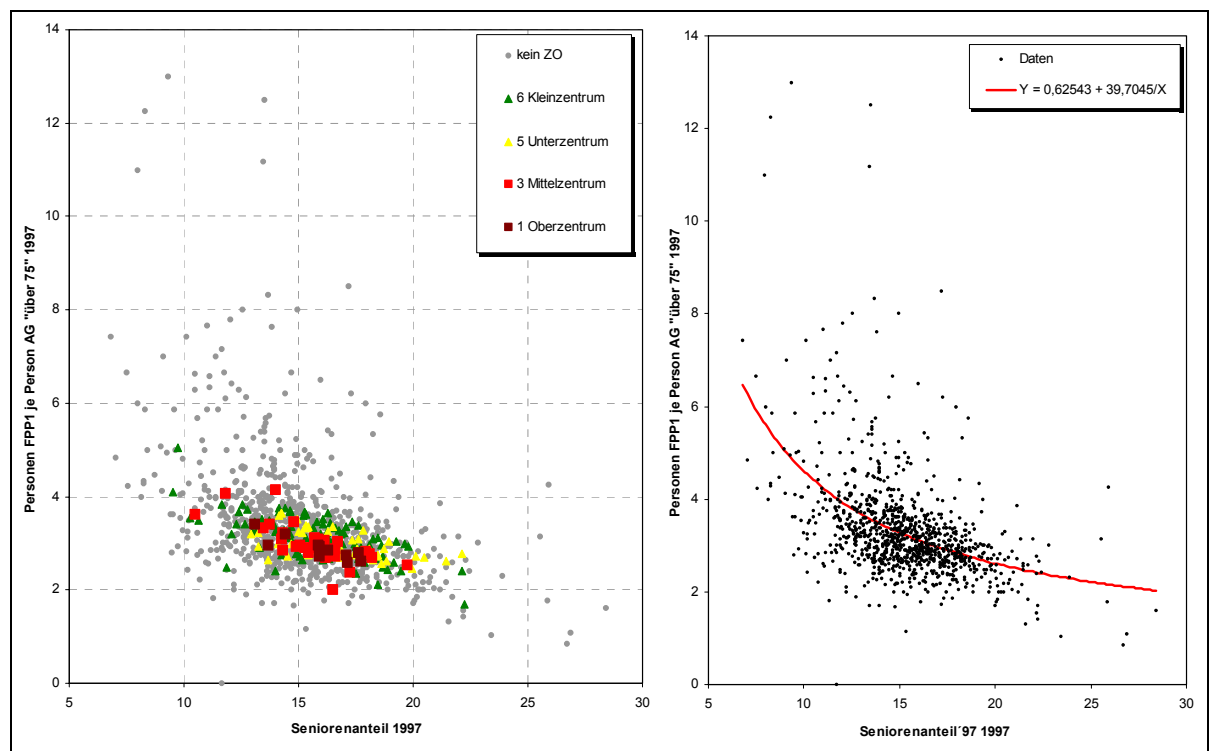 Personen FPP1 je Person AG "über 75" 1997
14
12
10
8
6
4
2
0
5
10
15
20
25
30
Seniorenanteil 1997
kein ZO
6 Kleinzentrum
5 Unterzentrum
3 Mittelzentrum
1 Oberzentrum
Personen FPP1 je Person AG "über 75" 1997
14
12
10
8
6
4
2
0
5
10
15
20
25
30
Seniorenanteil´97 1997
Daten
Y = 0,62543 + 39,7045/X